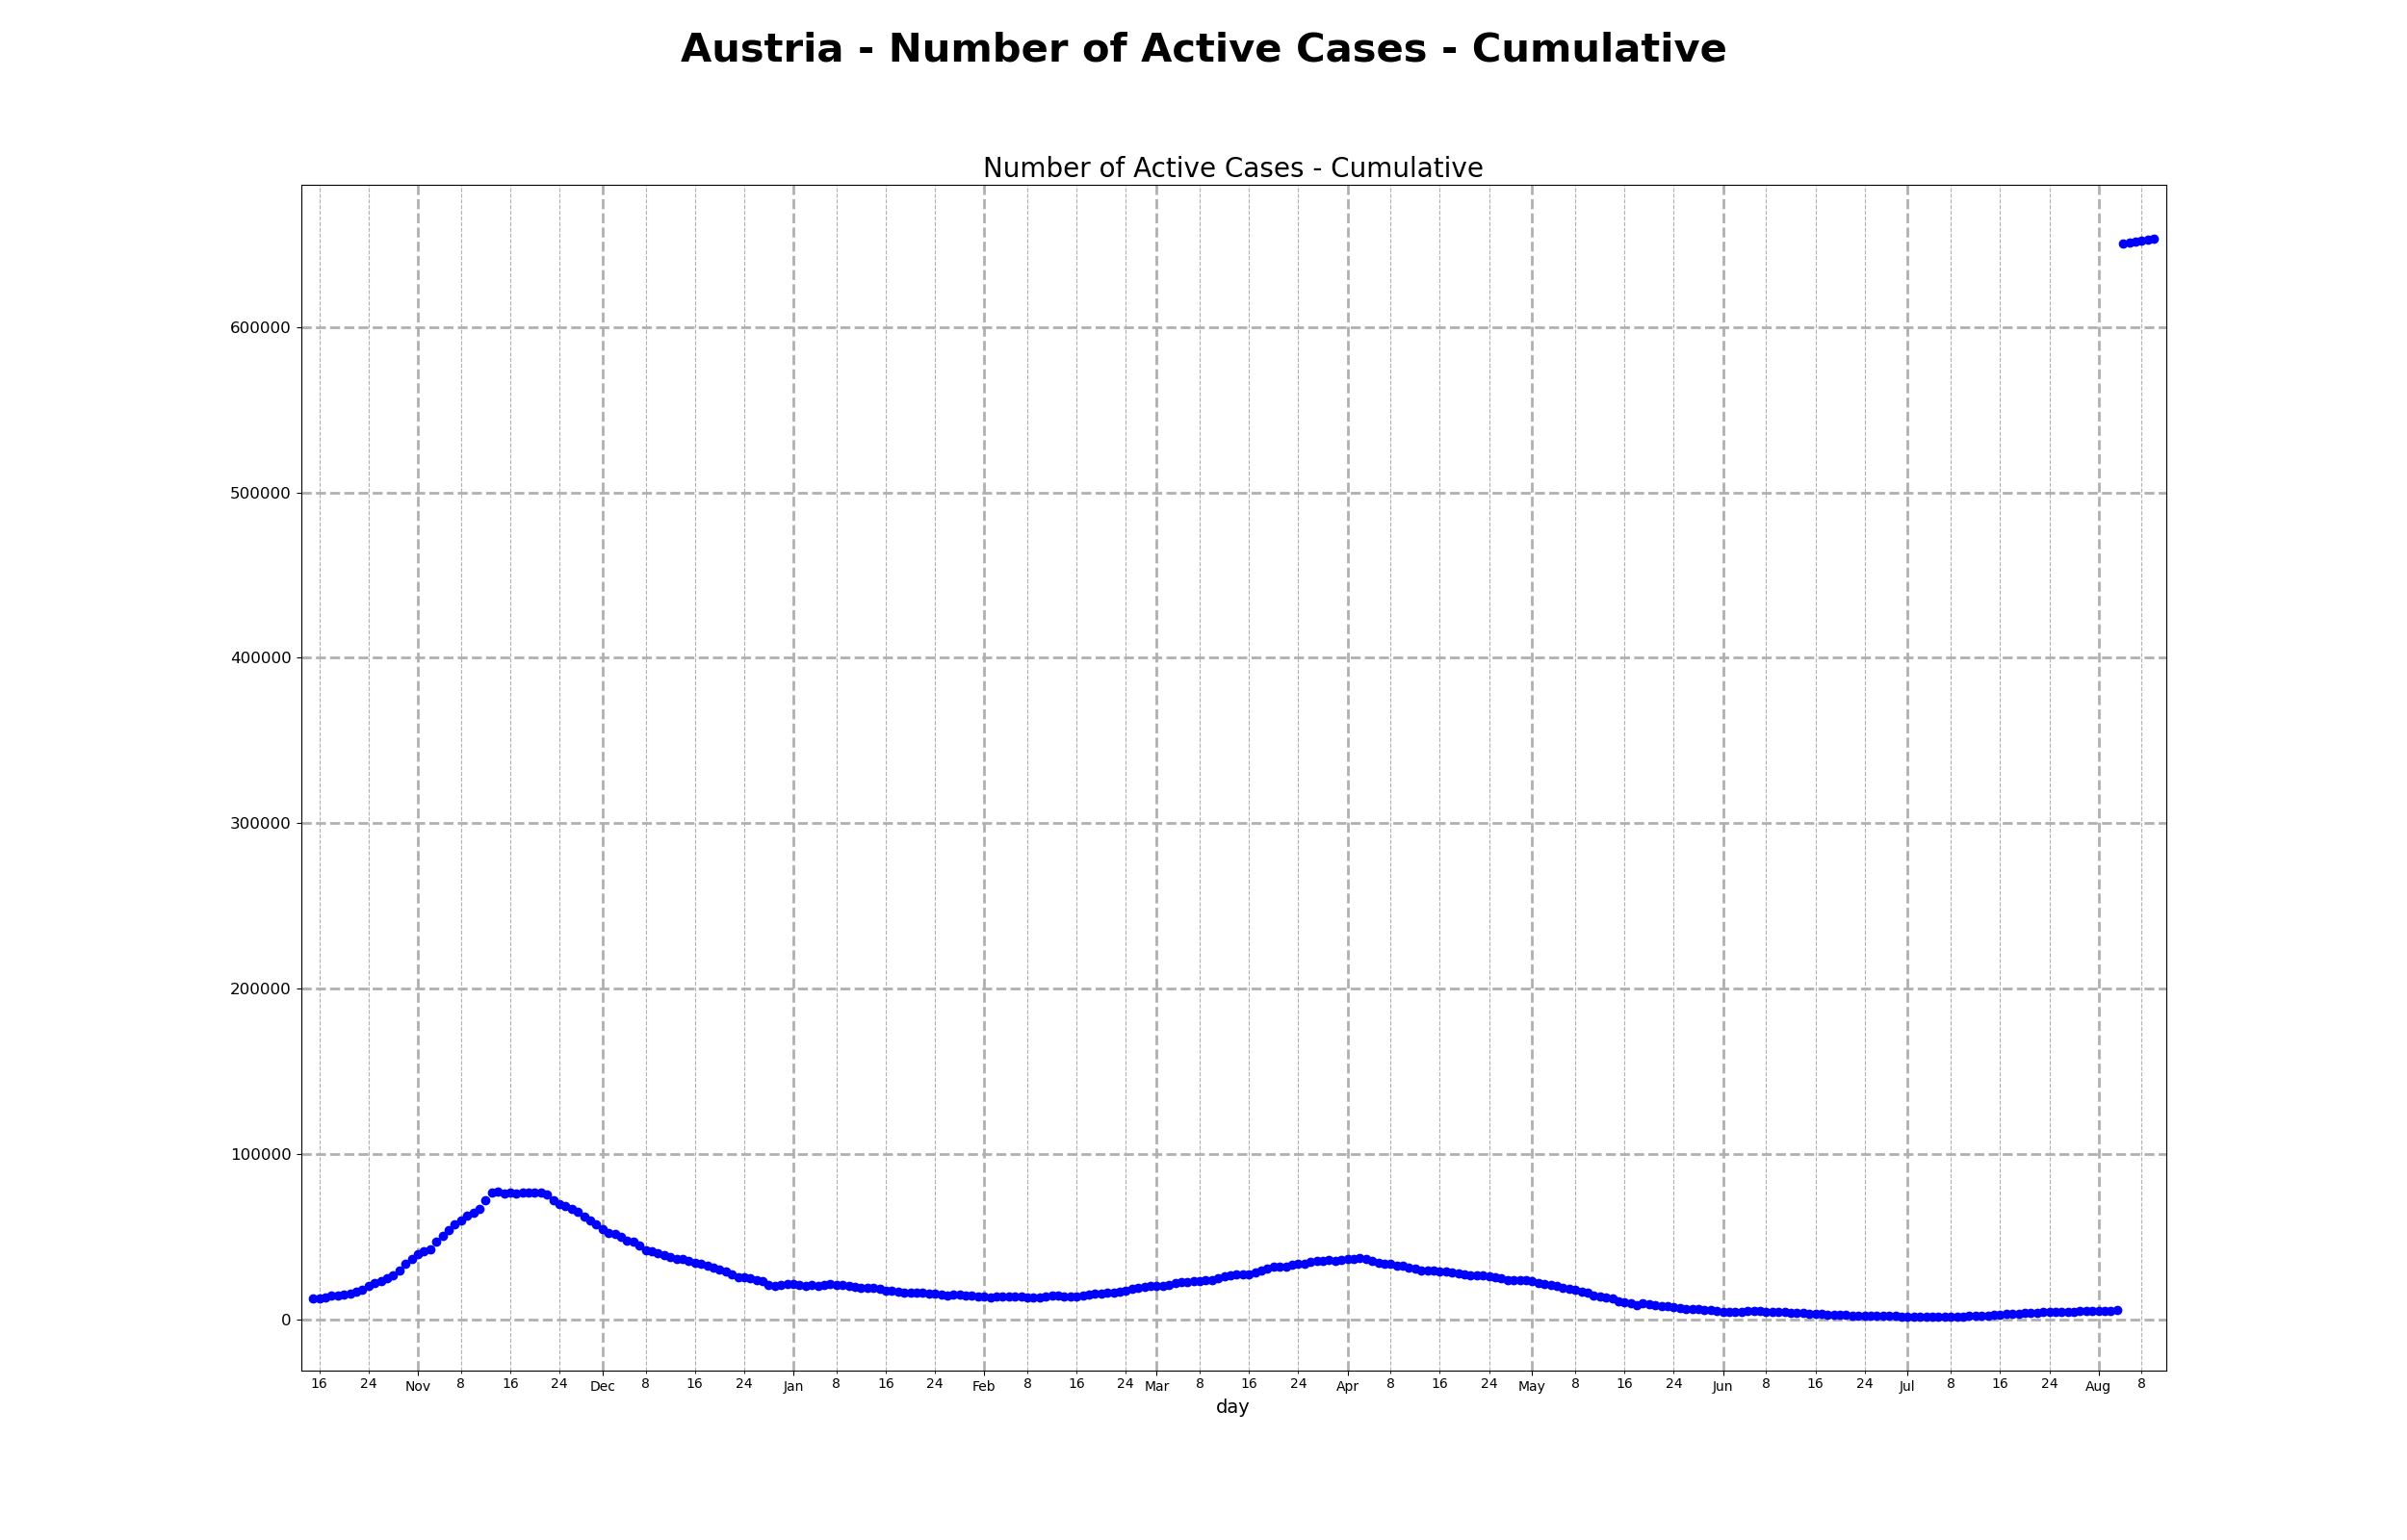 Austria - Number of Active Cases - Cumulative
Number of Active Cases - Cumulative
600000
500000
400000
300000
200000
100000
0
16 24 Nov 8 16 24 Dec 8 16 24 Jan 8 16 24 Feb 8 16 24 Mar 8 16 24 Apr 8 16 24 May 8 16 24 Jun 8 16 24 Jul 8 16 24 Aug 8
day